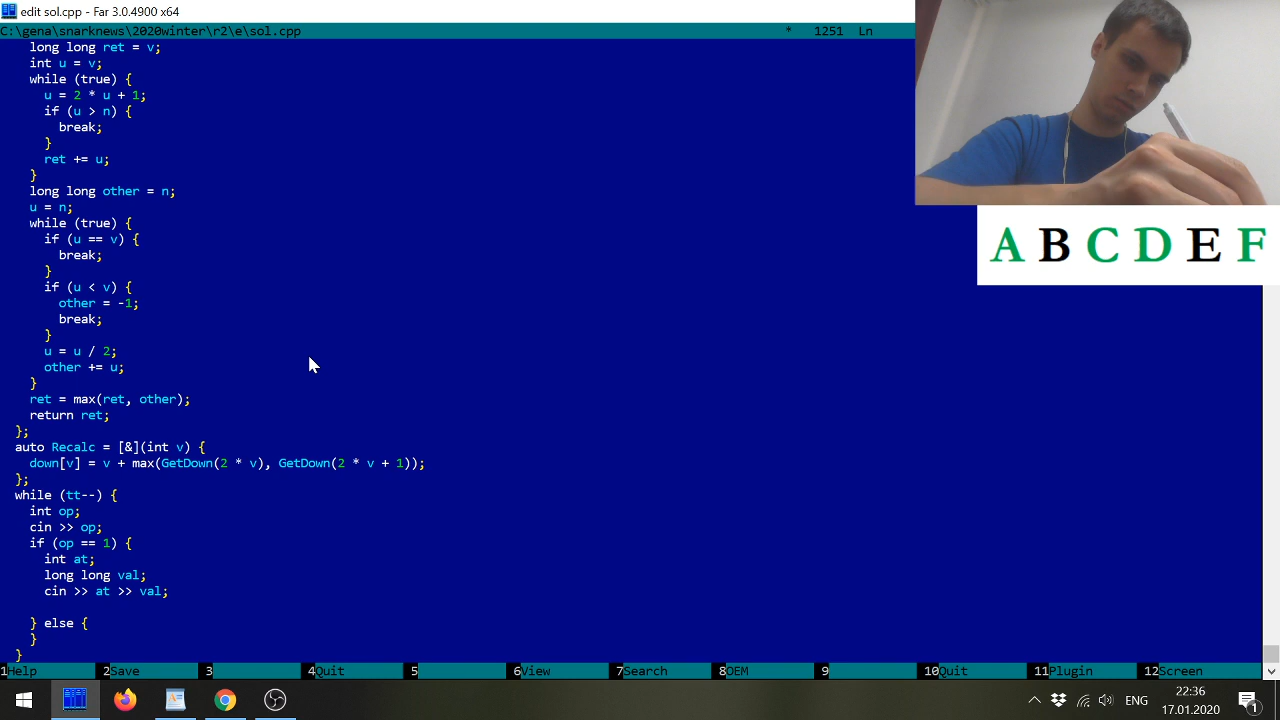 edit sol.cpp - Far 3.0.4900 x64
C:\gena\snarknews\2020winter\r2\e\sol.cpp * 1251 Ln
long long ret = v;
int u = v;
while (true) {
u = 2 * u + 1;
if (u > n) {
break;
}
ret += u;
}
long long other = n;
u = n;
while (true) {
if (u == v) {
break;
}
if (u < v) {
other = -1;
break;
}
u = u / 2;
other += u;
}
ret = max(ret, other);
return ret;
};
auto Recalc = [&](int v) {
down[v] = v + max(GetDown(2 * v), GetDown(2 * v + 1));
};
while (tt--) {
int op;
cin >> op;
if (op == 1) {
int at;
long long val;
cin >> at >> val;
} else {
}
}
A B C D E F
1Help 2Save 3 4Quit 5 6View 7Search 8OEM 9 10Quit 11Plugin 12Screen
ENG 22:36
17.01.2020
1